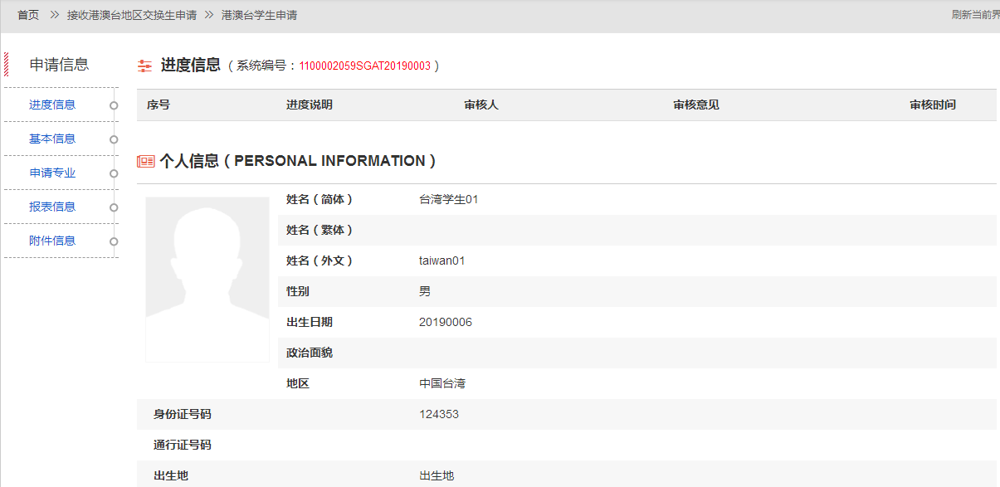 首页 >> 接收港澳台地区交换生申请 >> 港澳台学生申请 刷新当前界
申请信息
进度信息
基本信息
申请专业
报表信息
附件信息
进度信息（系统编号：1100002059SGAT20190003）
序号 进度说明 审核人 审核意见 审核时间
个人信息（PERSONAL INFORMATION）
姓名（简体） 台湾学生01
姓名（繁体）
姓名（外文） taiwan01
性别 男
出生日期 20190006
政治面貌
地区 中国台湾
身份证号码 124353
通行证号码
出生地 出生地